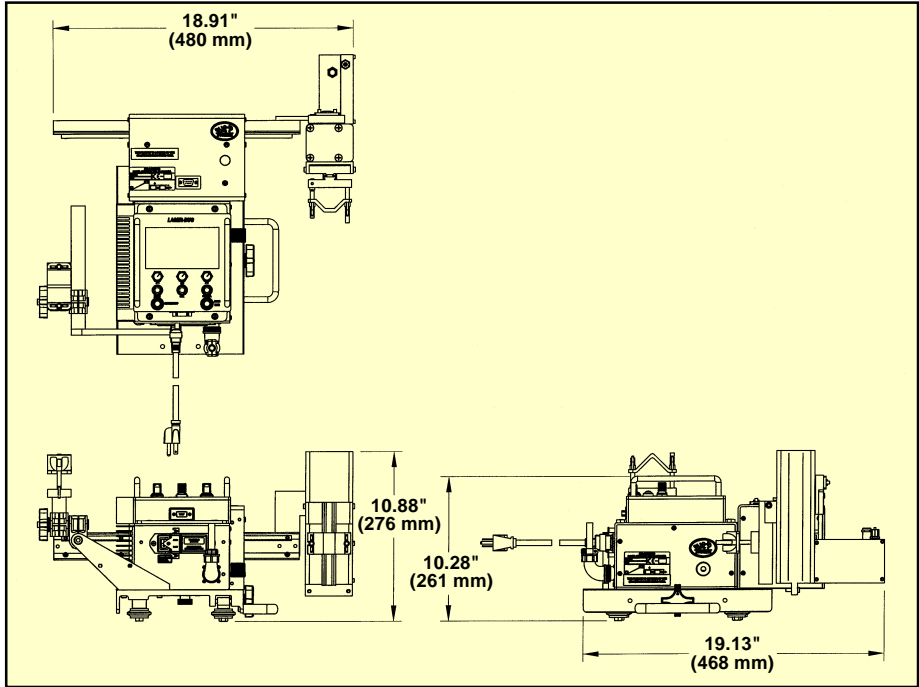 18.91"
(480 mm)
10.88"
(276 mm)
10.28"
(261 mm)
19.13"
(468 mm)